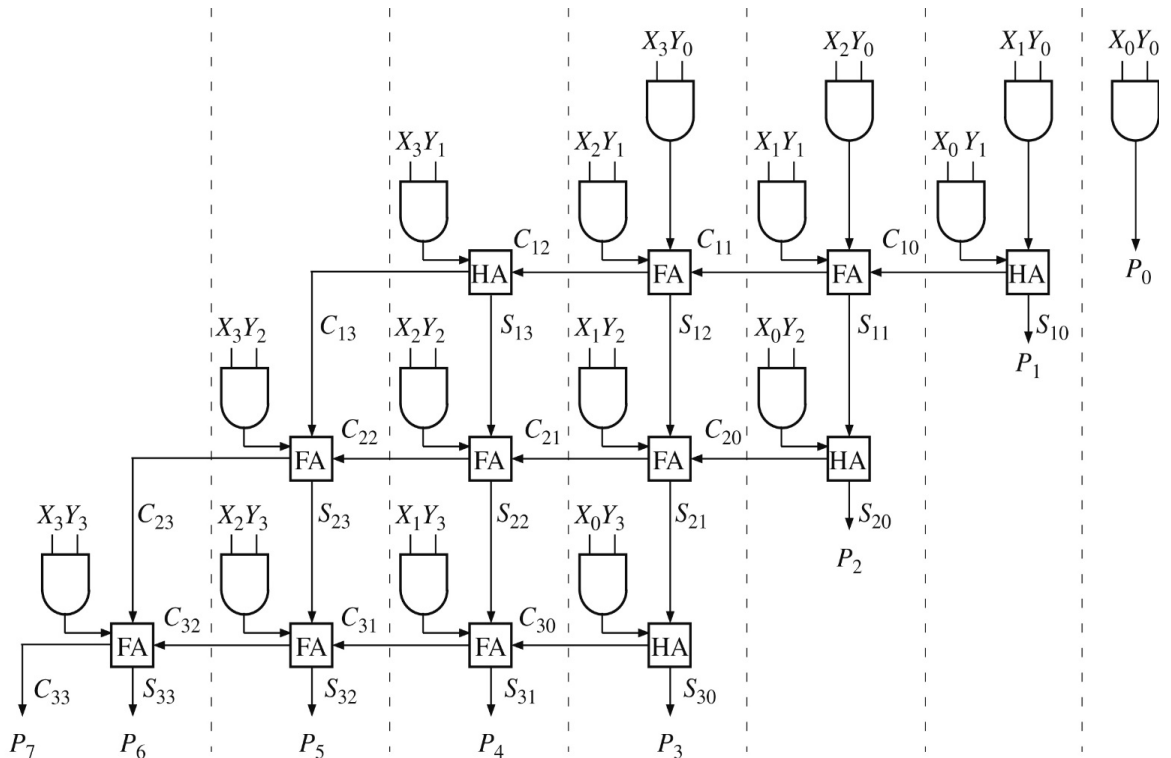 X₃Y₀ X₂Y₀ X₁Y₀ X₀Y₀
X₃Y₁ X₂Y₁ X₁Y₁ X₀ Y₁
C₁₂ C₁₁ C₁₀
HA FA FA HA P₀
C₁₃ S₁₃ S₁₂ S₁₁ S₁₀
X₃Y₂ X₂Y₂ X₁Y₂ X₀Y₂ P₁
C₂₂ C₂₁ C₂₀
FA FA FA HA
C₂₃ S₂₃ S₂₂ S₂₁ S₂₀
X₃Y₃ X₂Y₃ X₁Y₃ X₀Y₃ P₂
C₃₂ C₃₁ C₃₀
FA FA FA HA
C₃₃ S₃₃ S₃₂ S₃₁ S₃₀
P₇ P₆ P₅ P₄ P₃